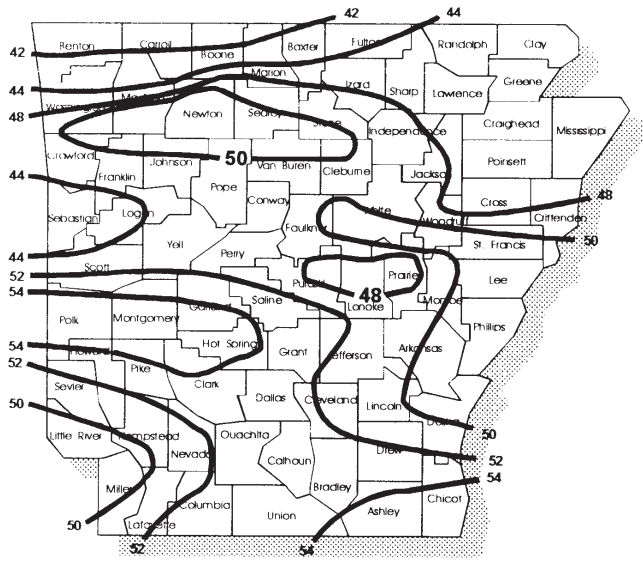 42
44
Benton
Carroll
Boone
Baxter
Fulton
Randolph
Clay
42
Marion
Greene
44
Izard
Sharp
Lawrence
48
Newton
Searcy
Stone
Independence
Craighead
Mississippi
50
Crawford
Franklin
Johnson
Van Buren
Cleburne
Jackson
Poinsett
44
Pope
Conway
White
Woodruff
Cross
Crittenden
48
Sebastian
Logan
Yell
Perry
Faulkner
St. Francis
50
44
Scott
52
Saline
Pulaski
Prairie
Lee
54
48
Lonoke
Monroe
Polk
Montgomery
Garland
Phillips
54
Howard
Hot Spring
Grant
Jefferson
Arkansas
52
Pike
Clark
Sevier
Dallas
Cleveland
Lincoln
Desha
50
50
Little River
Hempstead
Nevada
Ouachita
Calhoun
Drew
52
54
Miller
Columbia
Bradley
Chicot
50
Lafayette
Union
Ashley
52
54